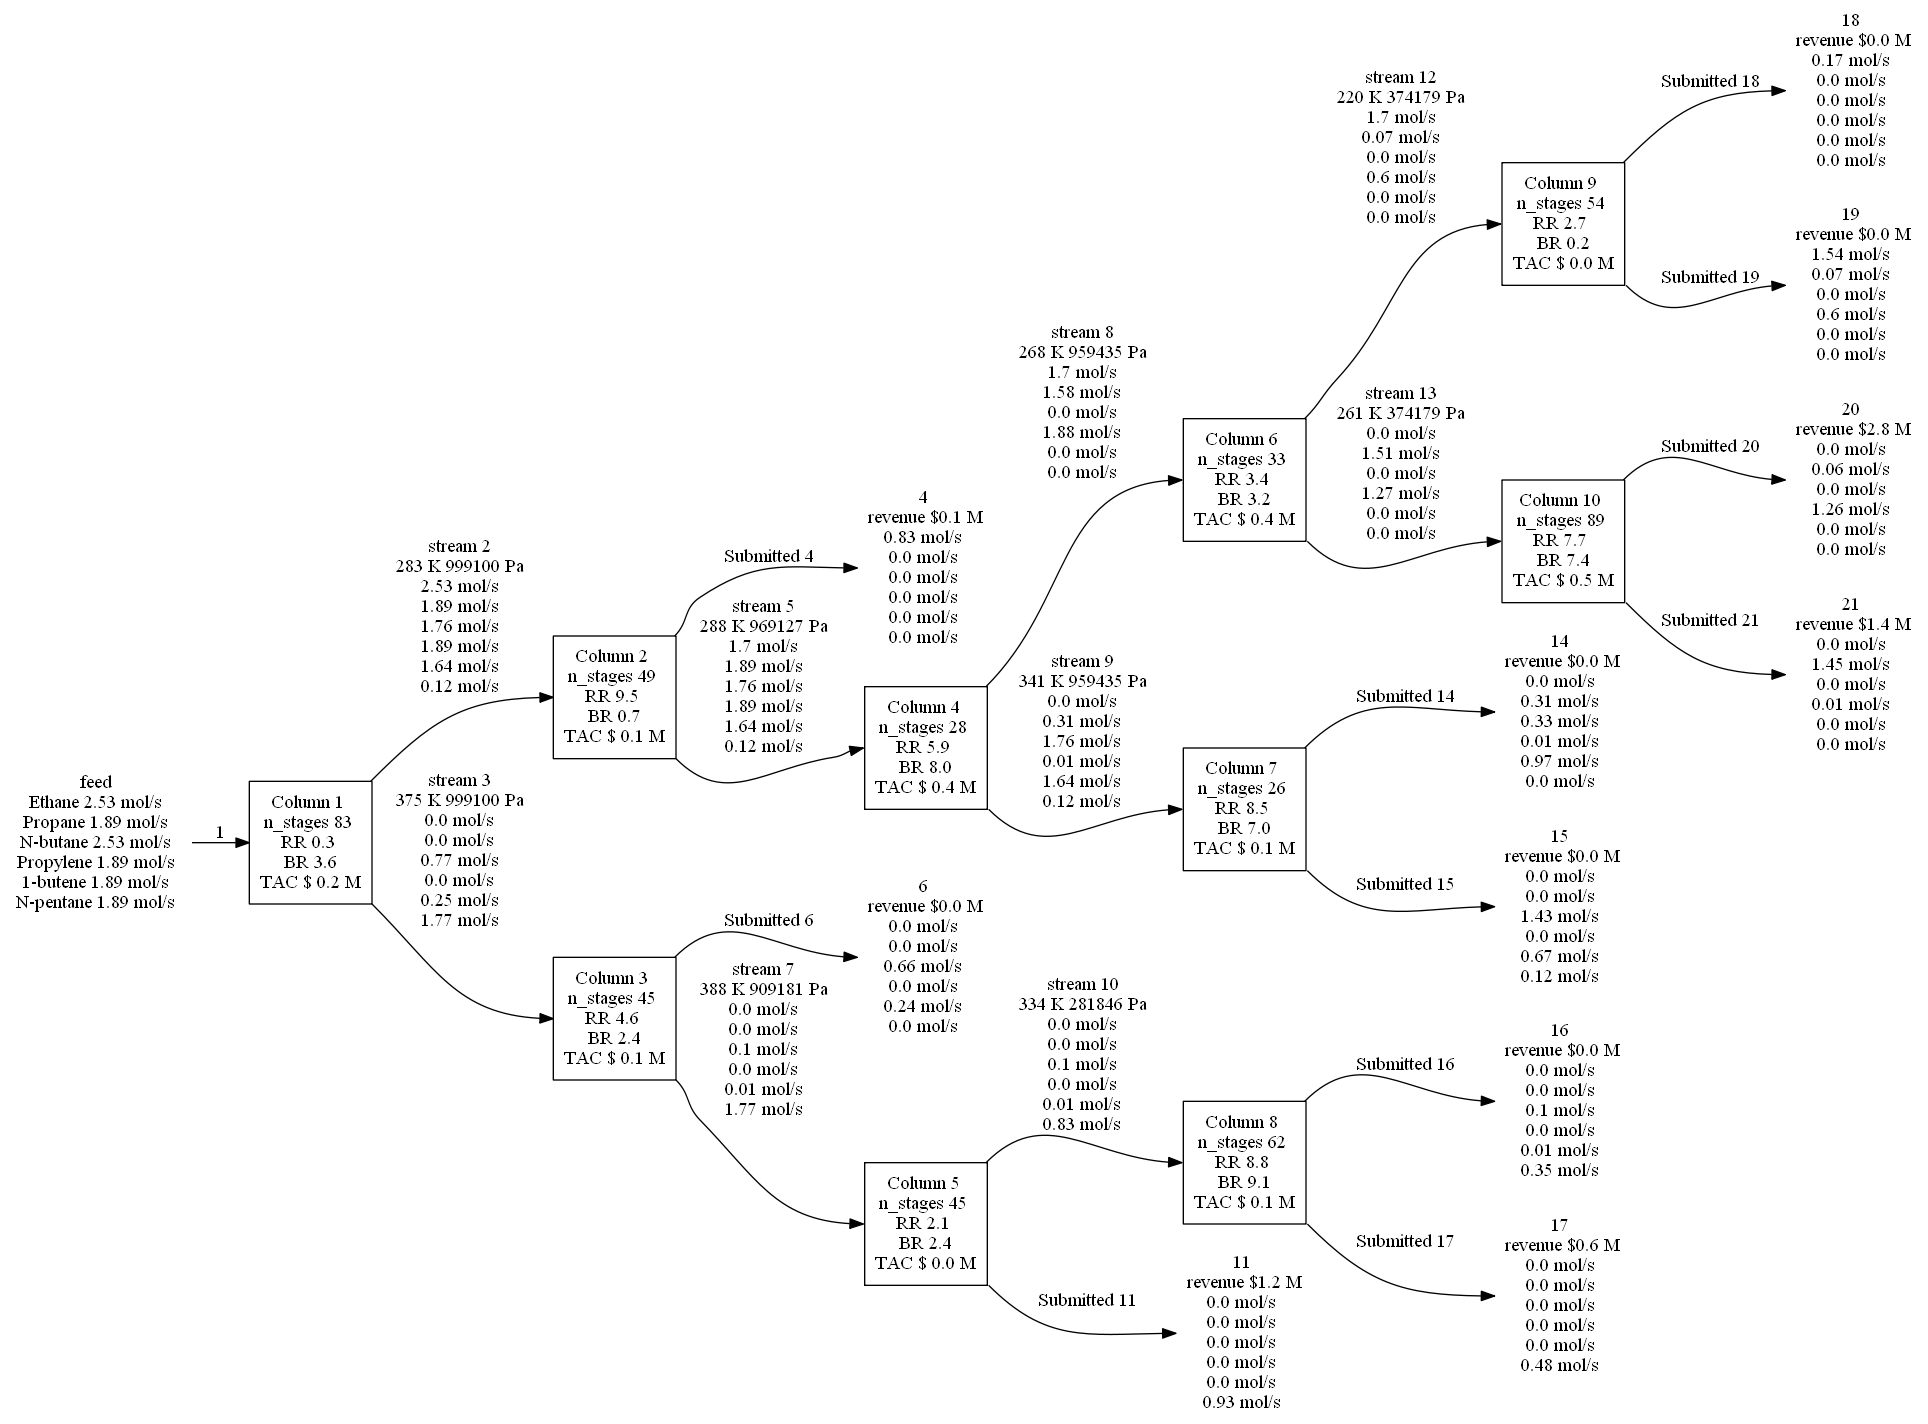 feed
Ethane 2.53 mol/s
Propane 1.89 mol/s
N-butane 2.53 mol/s
Propylene 1.89 mol/s
1-butene 1.89 mol/s
N-pentane 1.89 mol/s
1
Column 1
n_stages 83
RR 0.3
BR 3.6
TAC $ 0.2 M
stream 2
283 K 999100 Pa
2.53 mol/s
1.89 mol/s
1.76 mol/s
1.89 mol/s
1.64 mol/s
0.12 mol/s
stream 3
375 K 999100 Pa
0.0 mol/s
0.0 mol/s
0.77 mol/s
0.0 mol/s
0.25 mol/s
1.77 mol/s
Column 2
n_stages 49
RR 9.5
BR 0.7
TAC $ 0.1 M
Column 3
n_stages 45
RR 4.6
BR 2.4
TAC $ 0.1 M
Submitted 4
4
revenue $0.1 M
0.83 mol/s
0.0 mol/s
0.0 mol/s
0.0 mol/s
0.0 mol/s
0.0 mol/s
stream 5
288 K 969127 Pa
1.7 mol/s
1.89 mol/s
1.76 mol/s
1.89 mol/s
1.64 mol/s
0.12 mol/s
Submitted 6
6
revenue $0.0 M
0.0 mol/s
0.0 mol/s
0.66 mol/s
0.0 mol/s
0.24 mol/s
0.0 mol/s
stream 7
388 K 909181 Pa
0.0 mol/s
0.0 mol/s
0.1 mol/s
0.0 mol/s
0.01 mol/s
1.77 mol/s
Column 4
n_stages 28
RR 5.9
BR 8.0
TAC $ 0.4 M
Column 5
n_stages 45
RR 2.1
BR 2.4
TAC $ 0.0 M
stream 8
268 K 959435 Pa
1.7 mol/s
1.58 mol/s
0.0 mol/s
1.88 mol/s
0.0 mol/s
0.0 mol/s
stream 9
341 K 959435 Pa
0.0 mol/s
0.31 mol/s
1.76 mol/s
0.01 mol/s
1.64 mol/s
0.12 mol/s
stream 10
334 K 281846 Pa
0.0 mol/s
0.0 mol/s
0.1 mol/s
0.0 mol/s
0.01 mol/s
0.83 mol/s
Submitted 11
11
revenue $1.2 M
0.0 mol/s
0.0 mol/s
0.0 mol/s
0.0 mol/s
0.0 mol/s
0.93 mol/s
Column 6
n_stages 33
RR 3.4
BR 3.2
TAC $ 0.4 M
Column 7
n_stages 26
RR 8.5
BR 7.0
TAC $ 0.1 M
Column 8
n_stages 62
RR 8.8
BR 9.1
TAC $ 0.1 M
stream 12
220 K 374179 Pa
1.7 mol/s
0.07 mol/s
0.0 mol/s
0.6 mol/s
0.0 mol/s
0.0 mol/s
stream 13
261 K 374179 Pa
0.0 mol/s
1.51 mol/s
0.0 mol/s
1.27 mol/s
0.0 mol/s
0.0 mol/s
Submitted 14
14
revenue $0.0 M
0.0 mol/s
0.31 mol/s
0.33 mol/s
0.01 mol/s
0.97 mol/s
0.0 mol/s
Submitted 15
15
revenue $0.0 M
0.0 mol/s
0.0 mol/s
1.43 mol/s
0.0 mol/s
0.67 mol/s
0.12 mol/s
Submitted 16
16
revenue $0.0 M
0.0 mol/s
0.0 mol/s
0.1 mol/s
0.0 mol/s
0.01 mol/s
0.35 mol/s
Submitted 17
17
revenue $0.6 M
0.0 mol/s
0.0 mol/s
0.0 mol/s
0.0 mol/s
0.0 mol/s
0.48 mol/s
Column 9
n_stages 54
RR 2.7
BR 0.2
TAC $ 0.0 M
Column 10
n_stages 89
RR 7.7
BR 7.4
TAC $ 0.5 M
Submitted 18
18
revenue $0.0 M
0.17 mol/s
0.0 mol/s
0.0 mol/s
0.0 mol/s
0.0 mol/s
0.0 mol/s
Submitted 19
19
revenue $0.0 M
1.54 mol/s
0.07 mol/s
0.0 mol/s
0.6 mol/s
0.0 mol/s
0.0 mol/s
Submitted 20
20
revenue $2.8 M
0.0 mol/s
0.06 mol/s
0.0 mol/s
1.26 mol/s
0.0 mol/s
0.0 mol/s
Submitted 21
21
revenue $1.4 M
0.0 mol/s
1.45 mol/s
0.0 mol/s
0.01 mol/s
0.0 mol/s
0.0 mol/s